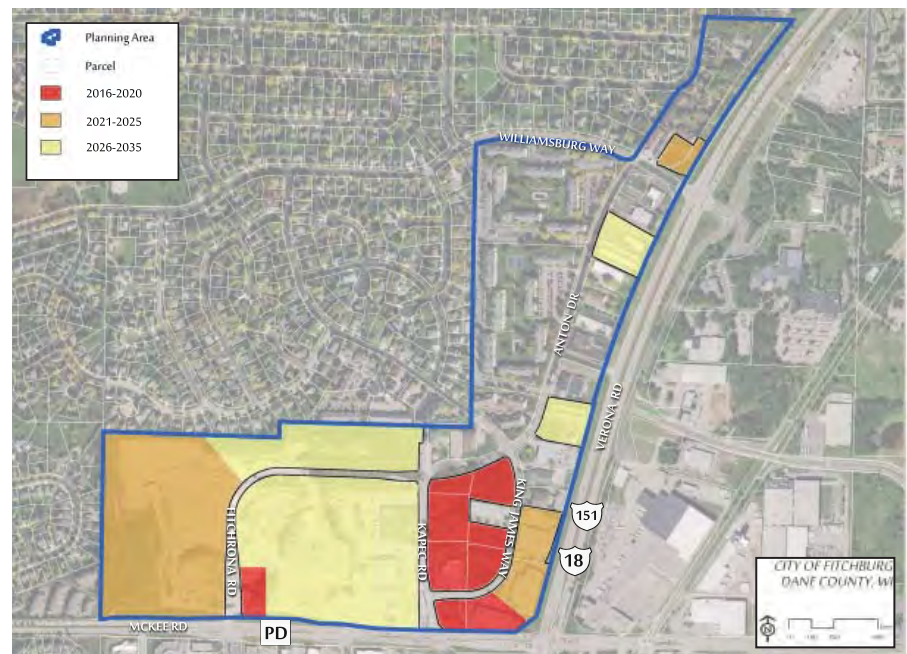 Planning Area
Parcel
2016-2020
2021-2025
2026-2035
WILLIAMSBURG WAY
ANTON DR
VERONA RD
151
18
KING JAMES WAY
KAPEC RD
FITCHRONA RD
MCKEE RD
PD
CITY OF FITCHBURG
DANE COUNTY, WI
N